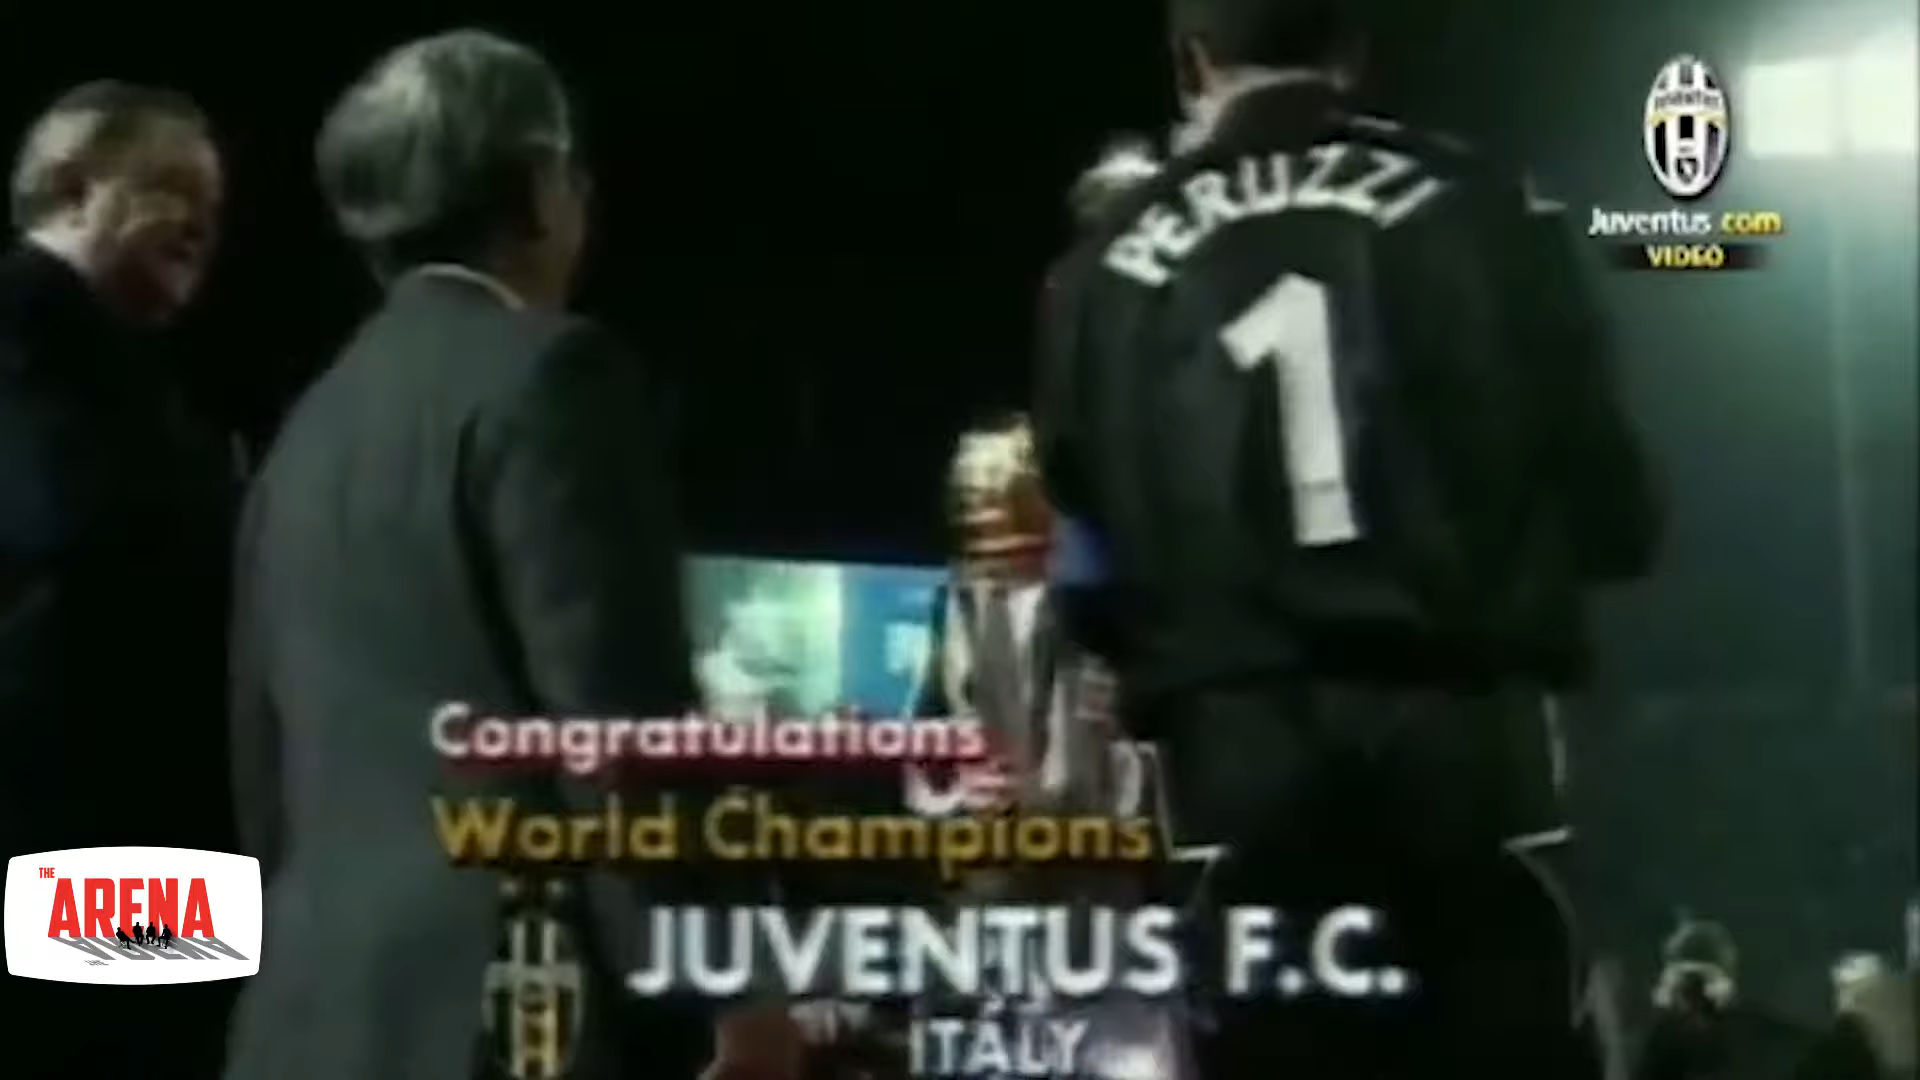 PERUZZI
1
Juventus.com
VIDEO
Congratulations
World Champions
JUVENTUS F.C.
ITALY
THE
ARENA